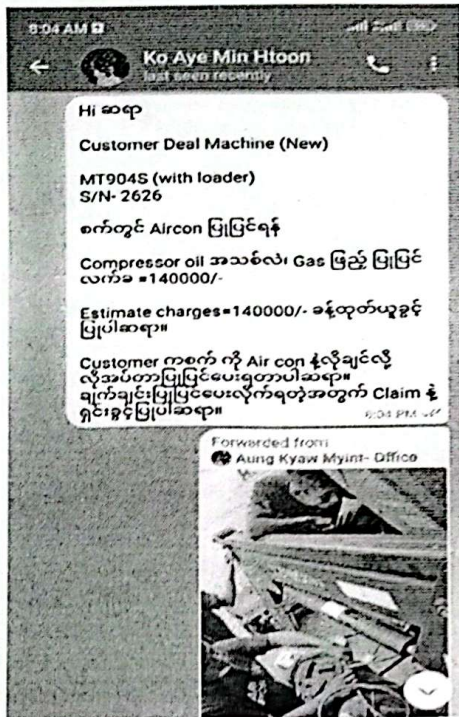 8:04 AM
Ko Aye Min Htoon
last seen recently
Hi ဆရာ
Customer Deal Machine (New)
MT904S (with loader)
S/N- 2626
စက်တွင် Aircon ပြုပြင်ရန်
Compressor oil အသစ်လဲ၊ Gas ဖြည့် ပြုပြင်
လက်ခ =140000/-
Estimate charges=140000/- ခန့်ထုတ်ယူခွင့်
ပြုပါဆရာ။
Customer ကစက် ကို Air con နဲ့လိုချင်လို့
လိုအပ်တာပြုပြင်ပေးရတာပါဆရာ။
ချက်ချင်းပြုပြင်ပေးလိုက်ရတဲ့အတွက် Claim နဲ့
ရှင်းခွင့်ပြုပါဆရာ။
6:04 PM
Forwarded from
Aung Kyaw Myint- Office